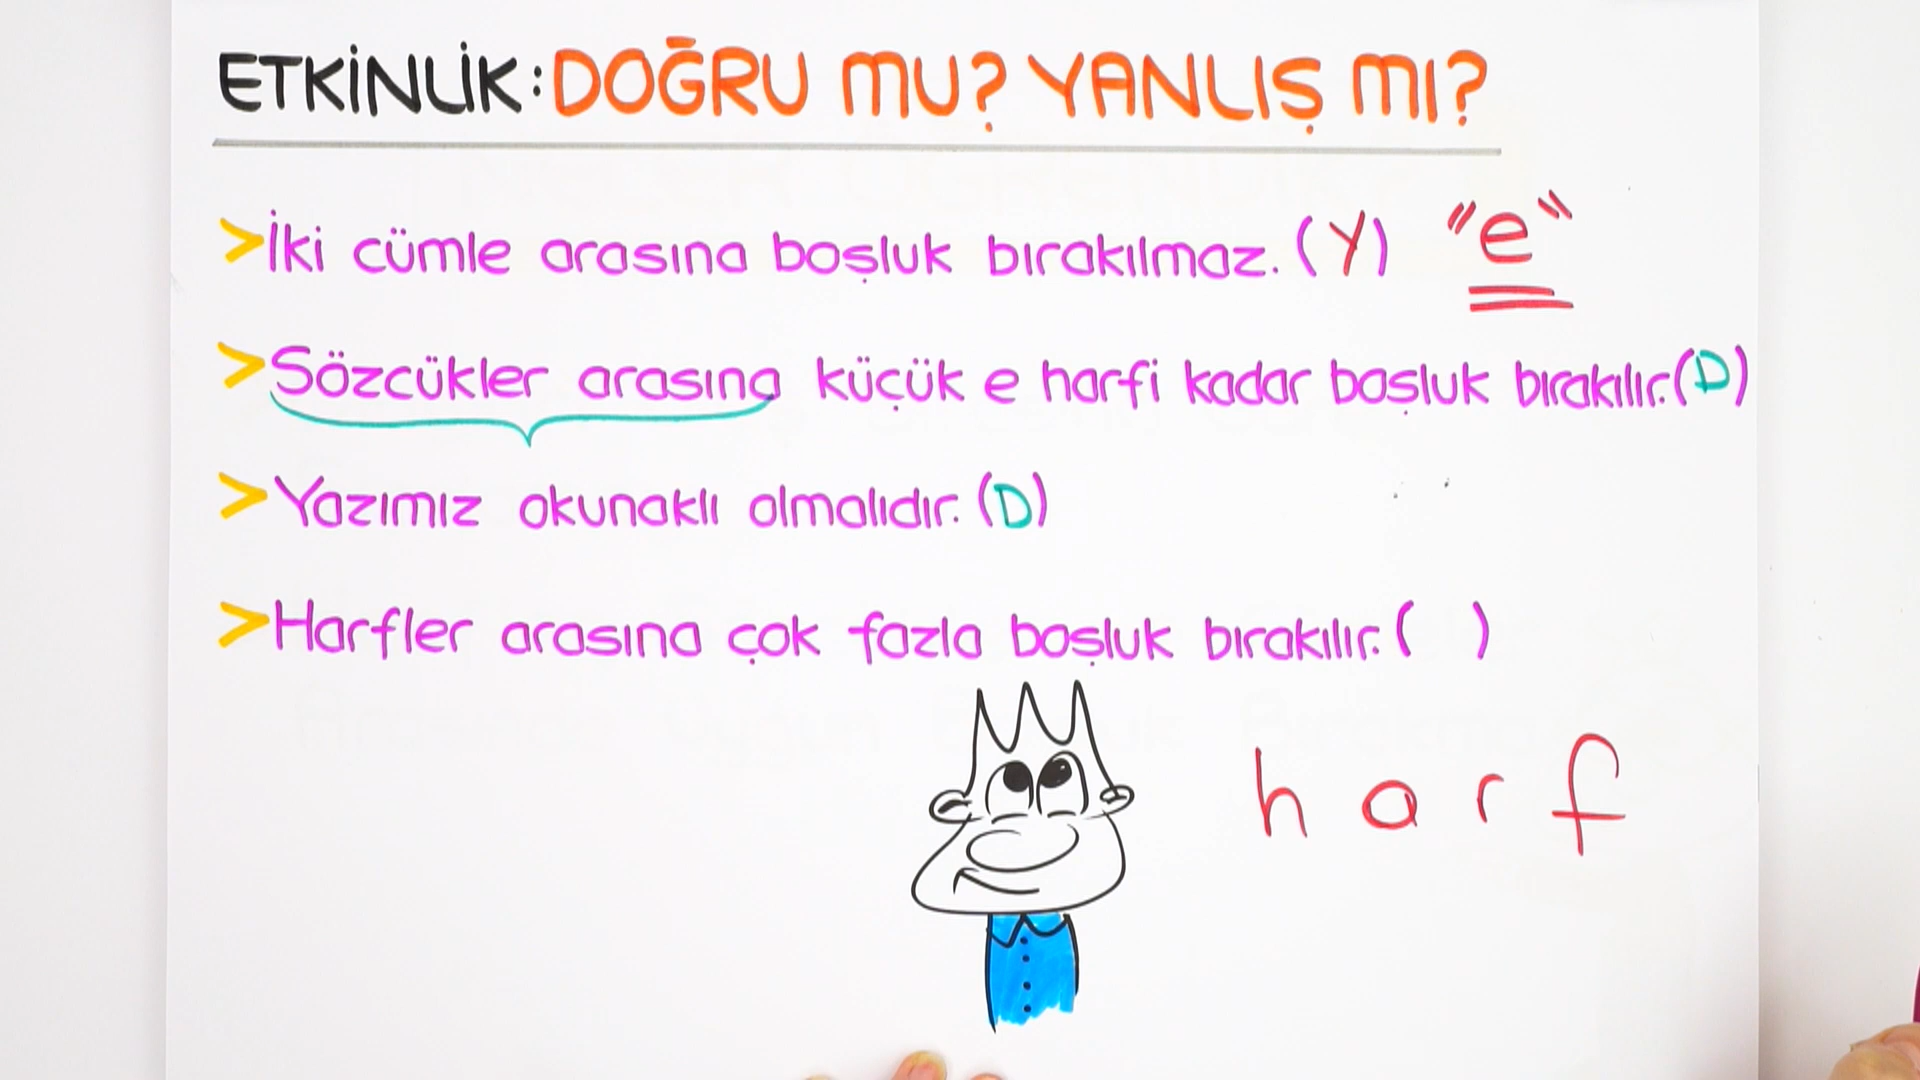 ETKİNLİK: DOĞRU MU? YANLIŞ MI?
>İki cümle arasına boşluk bırakılmaz. (Y) "e"
>Sözcükler arasına küçük e harfi kadar boşluk bırakılır. (D)
>Yazımız okunaklı olmalıdır. (D)
>Harfler arasına çok fazla boşluk bırakılır. ( )
h a r f